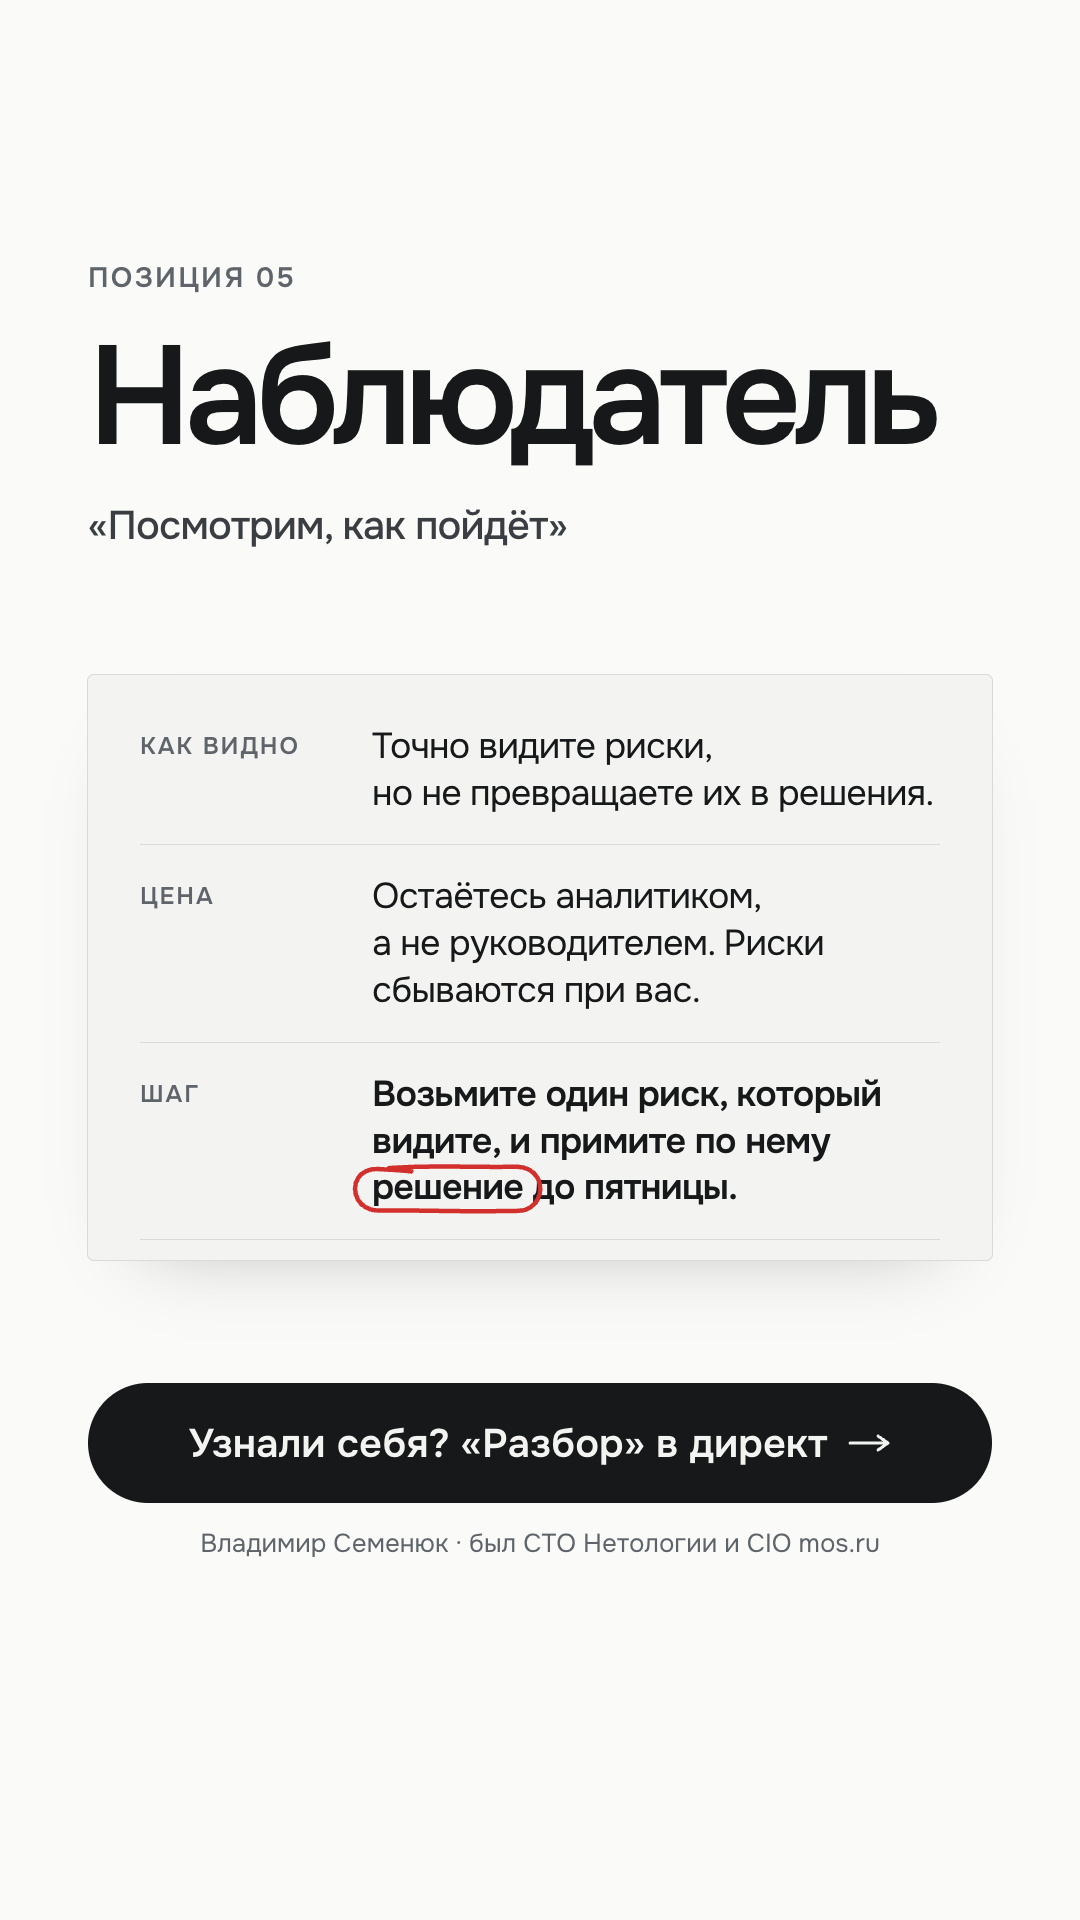 ПОЗИЦИЯ 05
Наблюдатель
«Посмотрим, как пойдёт»
КАК ВИДНО
Точно видите риски,
но не превращаете их в решения.
ЦЕНА
Остаётесь аналитиком,
а не руководителем. Риски
сбываются при вас.
ШАГ
Возьмите один риск, который
видите, и примите по нему
решение до пятницы.
Узнали себя? «Разбор» в директ →
Владимир Семенюк · был CTO Нетологии и CIO mos.ru